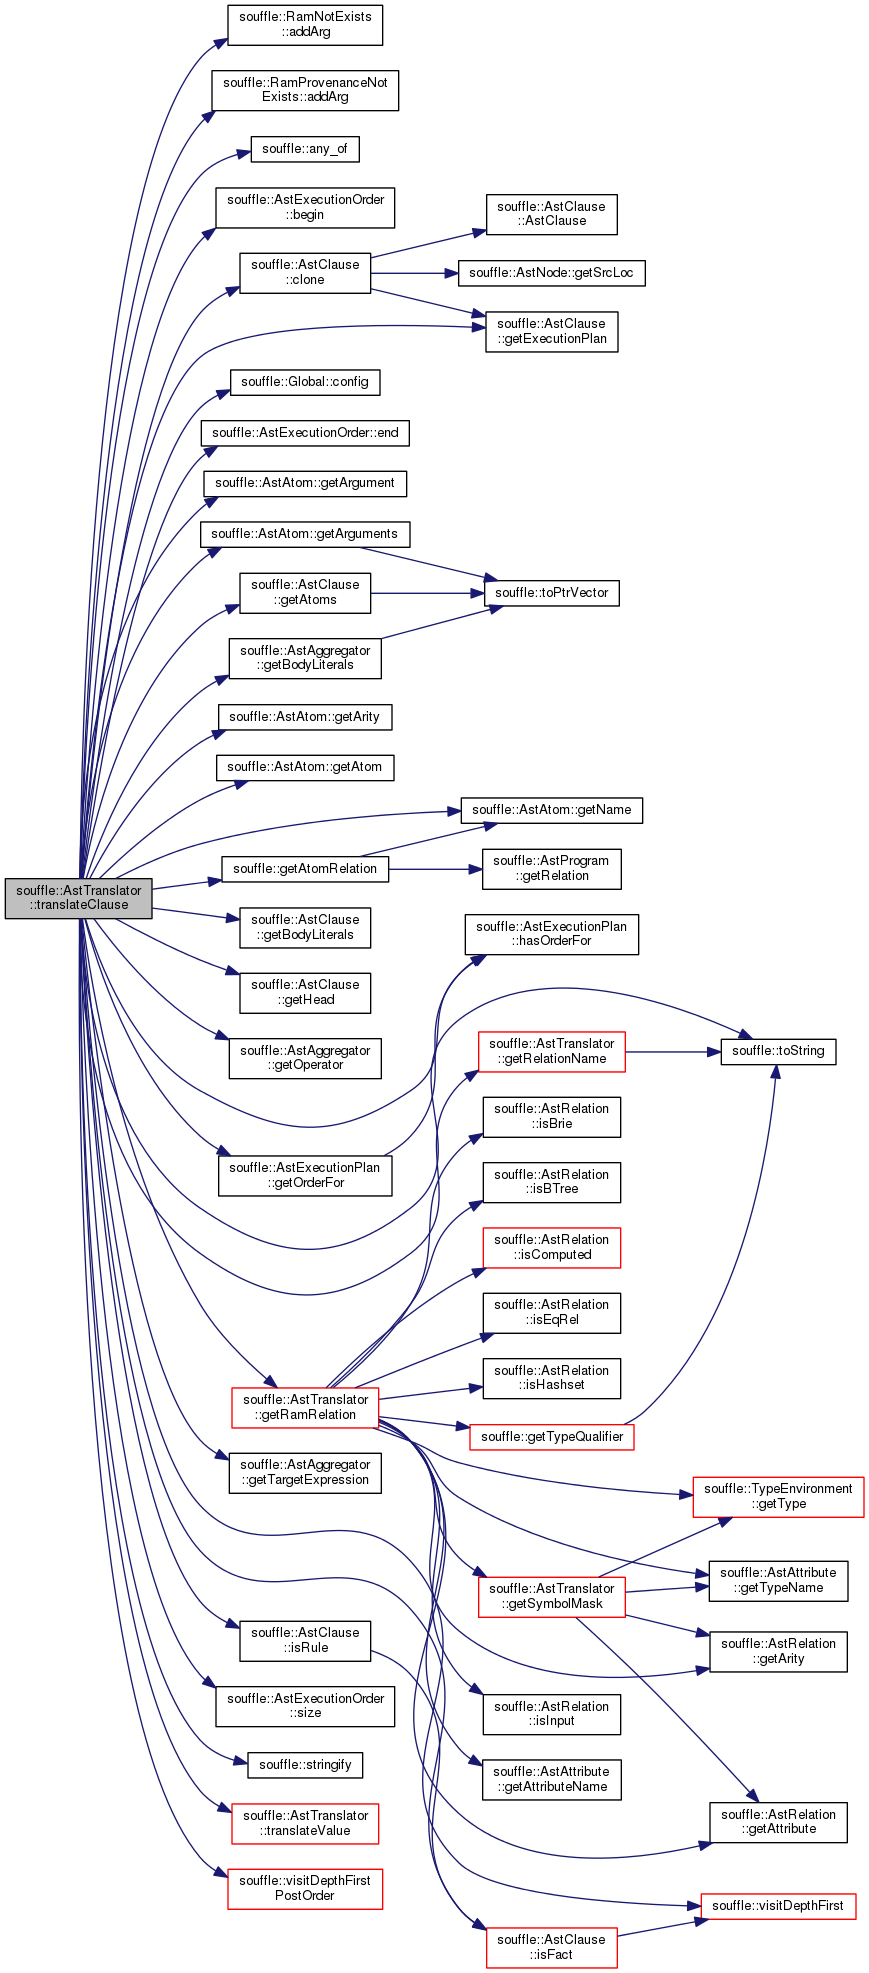 souffle::RamNotExists
::addArg
souffle::RamProvenanceNot
Exists::addArg
souffle::any_of
souffle::AstExecutionOrder
::begin
souffle::AstClause
::AstClause
souffle::AstClause
::clone
souffle::AstNode::getSrcLoc
souffle::AstClause
::getExecutionPlan
souffle::Global::config
souffle::AstExecutionOrder::end
souffle::AstAtom::getArgument
souffle::AstAtom::getArguments
souffle::AstClause
::getAtoms
souffle::toPtrVector
souffle::AstAggregator
::getBodyLiterals
souffle::AstAtom::getArity
souffle::AstAtom::getAtom
souffle::AstAtom::getName
souffle::getAtomRelation
souffle::AstProgram
::getRelation
souffle::AstTranslator
::translateClause
souffle::AstClause
::getBodyLiterals
souffle::AstExecutionPlan
::hasOrderFor
souffle::AstClause
::getHead
souffle::AstAggregator
::getOperator
souffle::AstTranslator
::getRelationName
souffle::toString
souffle::AstRelation
::isBrie
souffle::AstExecutionPlan
::getOrderFor
souffle::AstRelation
::isBTree
souffle::AstRelation
::isComputed
souffle::AstRelation
::isEqRel
souffle::AstRelation
::isHashset
souffle::AstTranslator
::getRamRelation
souffle::getTypeQualifier
souffle::AstAggregator
::getTargetExpression
souffle::TypeEnvironment
::getType
souffle::AstTranslator
::getSymbolMask
souffle::AstAttribute
::getTypeName
souffle::AstClause
::isRule
souffle::AstRelation
::getArity
souffle::AstExecutionOrder
::size
souffle::AstRelation
::isInput
souffle::stringify
souffle::AstAttribute
::getAttributeName
souffle::AstTranslator
::translateValue
souffle::AstRelation
::getAttribute
souffle::visitDepthFirst
PostOrder
souffle::visitDepthFirst
souffle::AstClause
::isFact